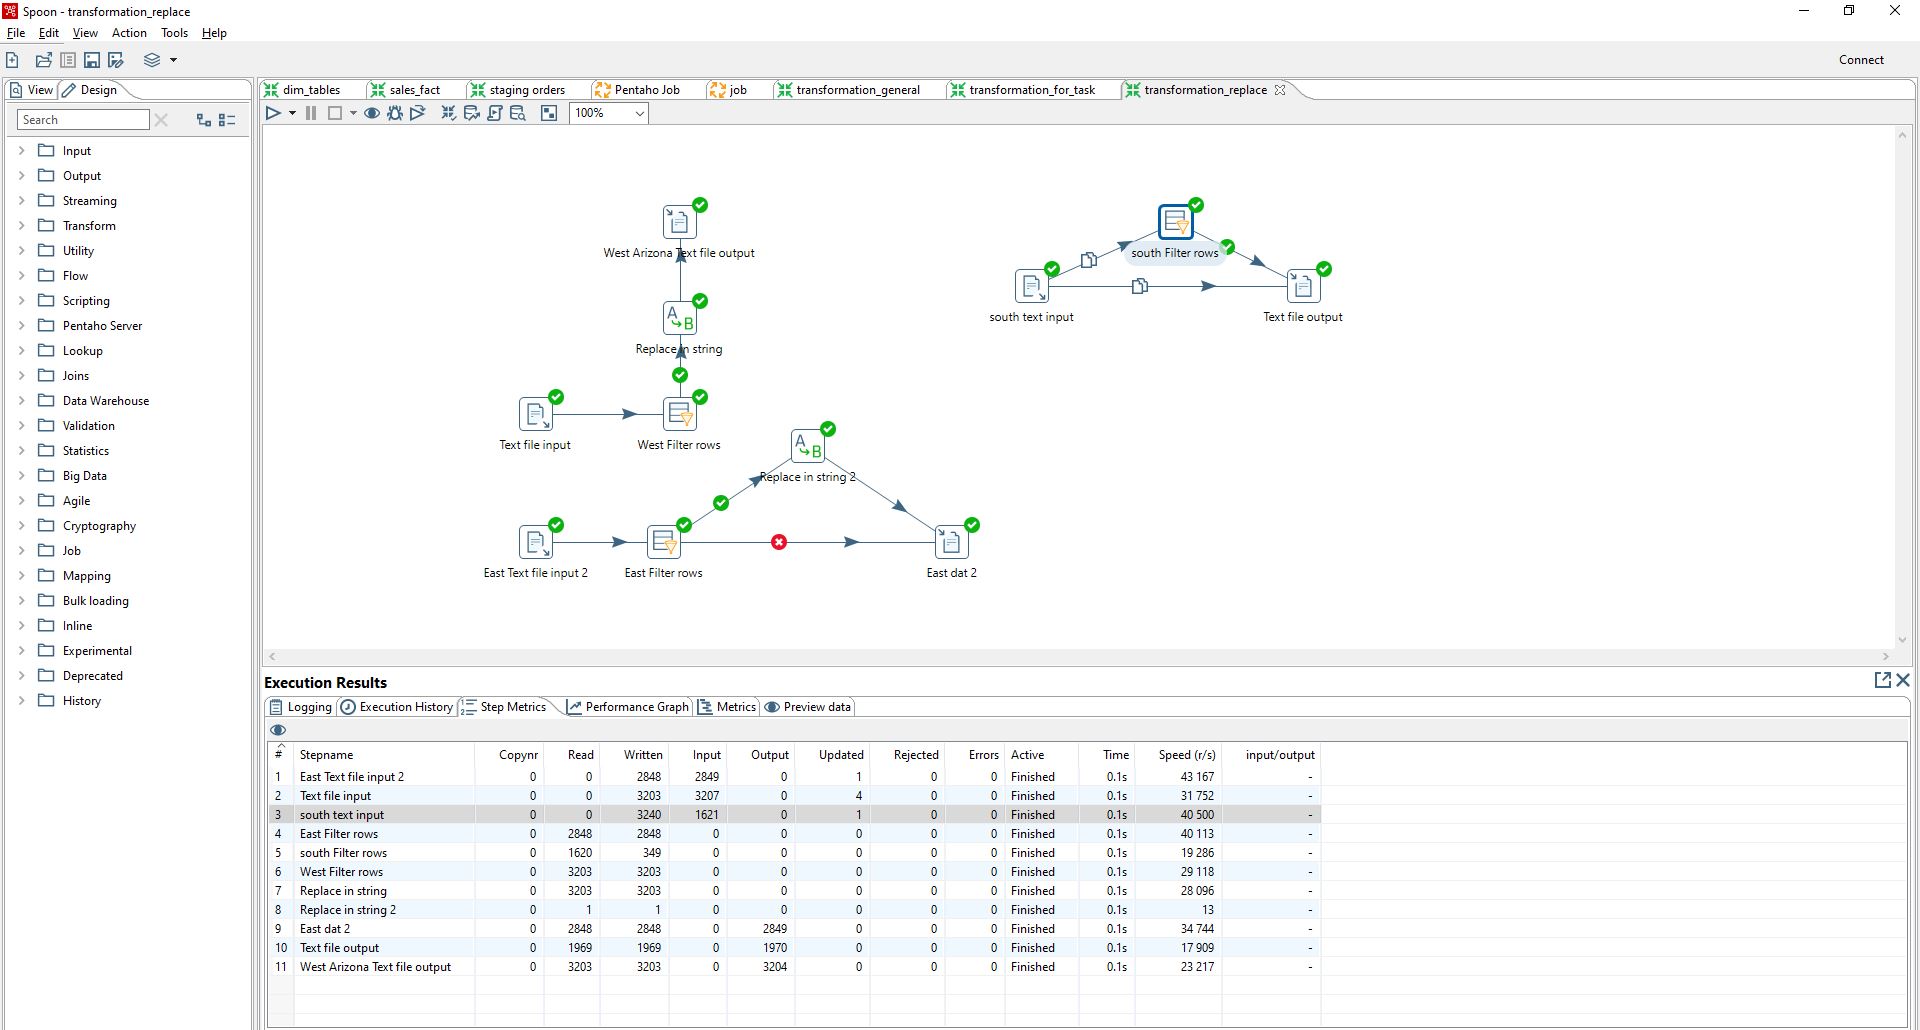 Spoon - transformation_replace
File Edit View Action Tools Help
Connect
View Design
dim_tables sales_fact staging orders Pentaho Job job transformation_general transformation_for_task transformation_replace
Search
100%
Input
Output
Streaming
Transform
Utility
Flow
Scripting
Pentaho Server
Lookup
Joins
Data Warehouse
Validation
Statistics
Big Data
Agile
Cryptography
Job
Mapping
Bulk loading
Inline
Experimental
Deprecated
History
West Arizona Text file output
A B
Replace in string
Text file input
West Filter rows
A B
Replace in string 2
East Text file input 2
East Filter rows
East dat 2
south Filter rows
south text input
Text file output
Execution Results
Logging Execution History Step Metrics Performance Graph Metrics Preview data
# Stepname Copynr Read Written Input Output Updated Rejected Errors Active Time Speed (r/s) input/output
1 East Text file input 2 0 0 2848 2849 0 1 0 0 Finished 0.1s 43 167 -
2 Text file input 0 0 3203 3207 0 4 0 0 Finished 0.1s 31 752 -
3 south text input 0 0 3240 1621 0 1 0 0 Finished 0.1s 40 500 -
4 East Filter rows 0 2848 2848 0 0 0 0 0 Finished 0.1s 40 113 -
5 south Filter rows 0 1620 349 0 0 0 0 0 Finished 0.1s 19 286 -
6 West Filter rows 0 3203 3203 0 0 0 0 0 Finished 0.1s 29 118 -
7 Replace in string 0 3203 3203 0 0 0 0 0 Finished 0.1s 28 096 -
8 Replace in string 2 0 1 1 0 0 0 0 0 Finished 0.1s 13 -
9 East dat 2 0 2848 2848 0 2849 0 0 0 Finished 0.1s 34 744 -
10 Text file output 0 1969 1969 0 1970 0 0 0 Finished 0.1s 17 909 -
11 West Arizona Text file output 0 3203 3203 0 3204 0 0 0 Finished 0.1s 23 217 -